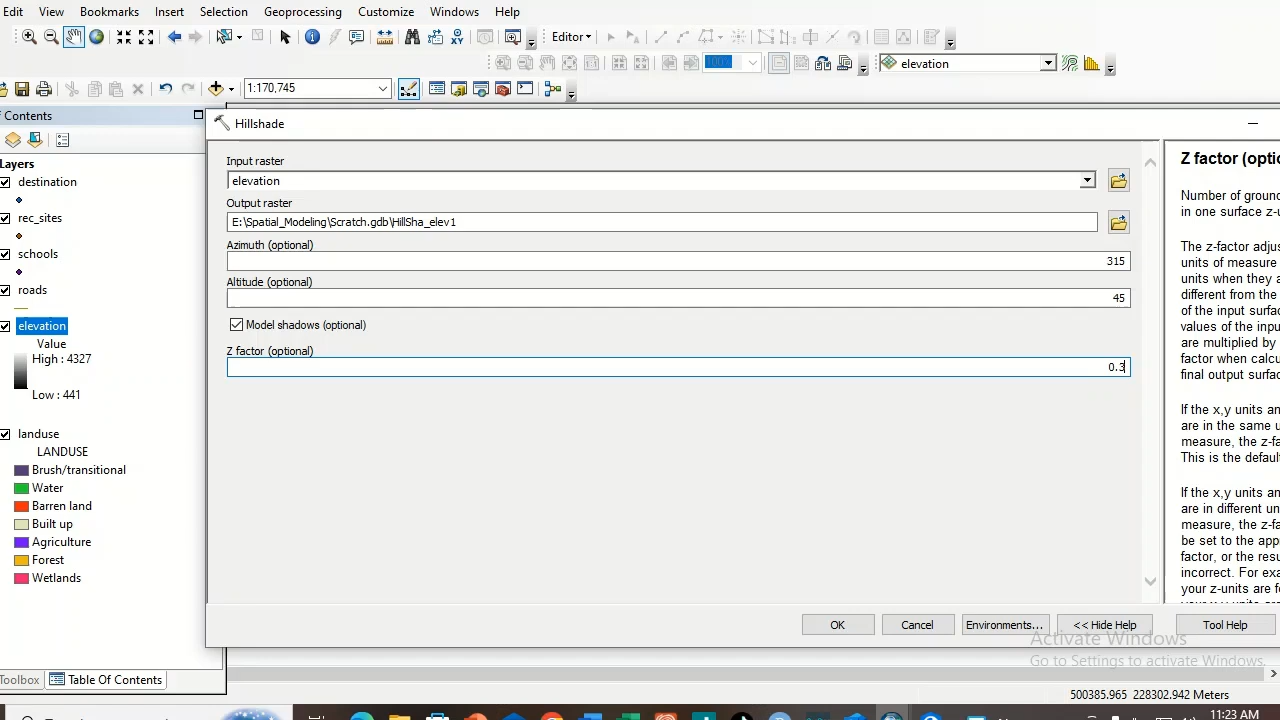 Edit View Bookmarks Insert Selection Geoprocessing Customize Windows Help
Editor
100%
elevation
1:170,745
Contents
Layers
destination
rec_sites
schools
roads
elevation
Value
High : 4327
Low : 441
landuse
LANDUSE
Brush/transitional
Water
Barren land
Built up
Agriculture
Forest
Wetlands
Toolbox Table Of Contents
Hillshade
Input raster
elevation
Output raster
E:\Spatial_Modeling\Scratch.gdb\HillSha_elev1
Azimuth (optional)
315
Altitude (optional)
45
Model shadows (optional)
Z factor (optional)
0.3
OK Cancel Environments... << Hide Help Tool Help
Z factor (optio
Number of ground
in one surface z-u
The z-factor adjus
units of measure
units when they a
different from the
of the input surfac
values of the inpu
are multiplied by
factor when calcu
final output surfac
If the x,y units an
are in the same u
measure, the z-fa
This is the default
If the x,y units an
are in different un
measure, the z-fa
be set to the app
factor, or the resu
incorrect. For exa
your z-units are fe
Activate Windows
Go to Settings to activate Windows.
500385.965 228302.942 Meters
11:23 AM